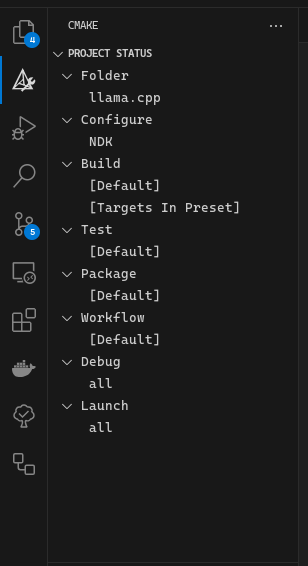 CMAKE
PROJECT STATUS
4
Folder
llama.cpp
Configure
NDK
Build
[Default]
[Targets In Preset]
Test
[Default]
5
Package
[Default]
Workflow
[Default]
Debug
all
Launch
all